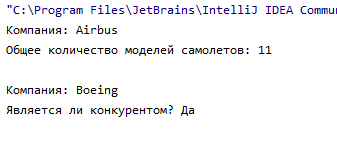 "C:\Program Files\JetBrains\IntelliJ IDEA Commu
Компания: Airbus
Общее количество моделей самолетов: 11
Компания: Boeing
Является ли конкурентом? Да